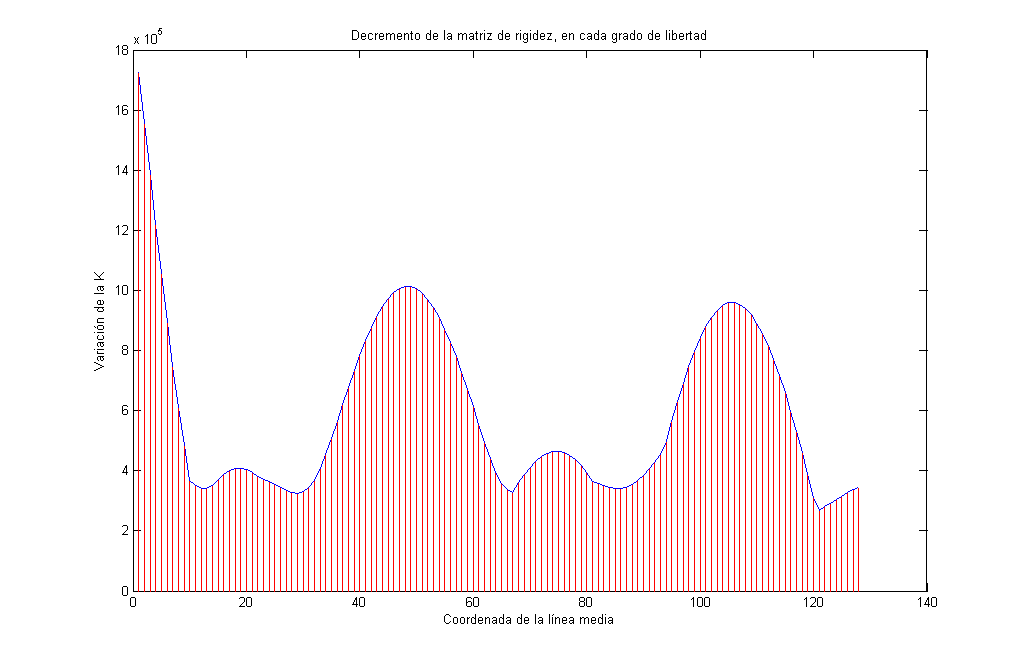 Decremento de la matriz de rigidez, en cada grado de libertad
x 10^5
18
16
14
12
10
8
6
4
2
0
Variación de la K
0 20 40 60 80 100 120 140
Coordenada de la línea media